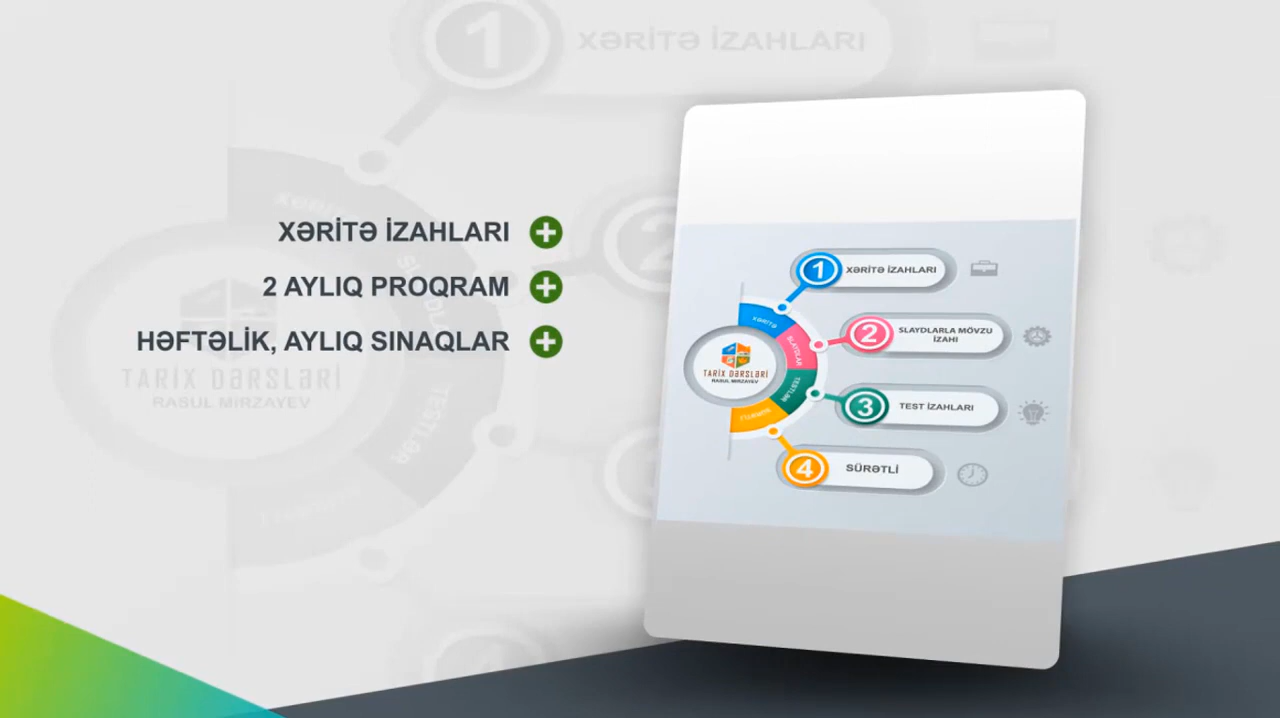 XƏRİTƏ İZAHLARI
XƏRİTƏ İZAHLARI
2 AYLIQ PROQRAM
HƏFTƏLİK, AYLIQ SINAQLAR
TARİX DƏRSLƏRİ
RASUL MIRZAYEV
1
2
1
XƏRİTƏ İZAHLARI
2
SLAYDLARLA MÖVZU
İZAHI
3
TEST İZAHLARI
4
SÜRƏTLİ
XƏRİTƏ
SLAYDLAR
TESTLƏR
SÜRƏTLİ
TARİX DƏRSLƏRİ
RASUL MIRZAYEV